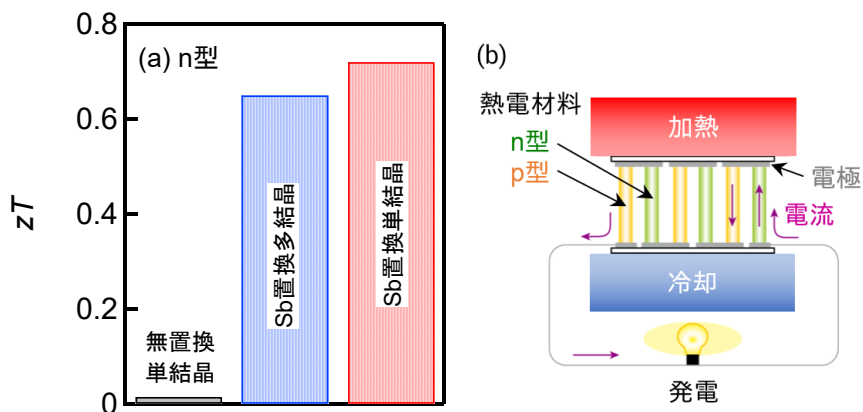 0.8
0.6
0.4
0.2
0
zT
(a) n型
無置換
単結晶
Sb置換多結晶
Sb置換単結晶
(b)
熱電材料
n型
p型
加熱
電極
電流
冷却
発電